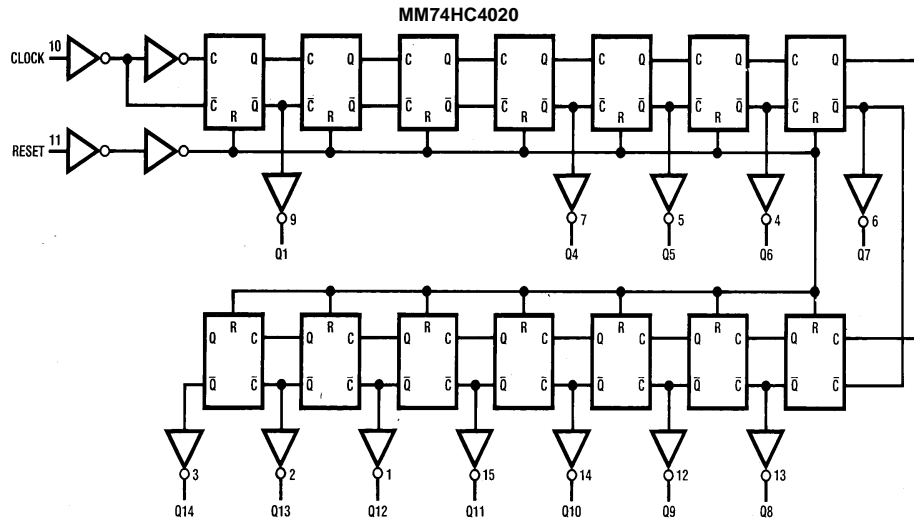 MM74HC4020
CLOCK 10
C Q C Q C Q C Q C Q C Q C Q
C̅ Q̅ C̅ Q̅ C̅ Q̅ C̅ Q̅ C̅ Q̅ C̅ Q̅ C̅ Q̅
R R R R R R R
RESET 11
9 7 5 4 6
Q1 Q4 Q5 Q6 Q7
R R R R R R R
Q C Q C Q C Q C Q C Q C Q C
Q̅ C̅ Q̅ C̅ Q̅ C̅ Q̅ C̅ Q̅ C̅ Q̅ C̅ Q̅ C̅
3 2 1 15 14 12 13
Q14 Q13 Q12 Q11 Q10 Q9 Q8